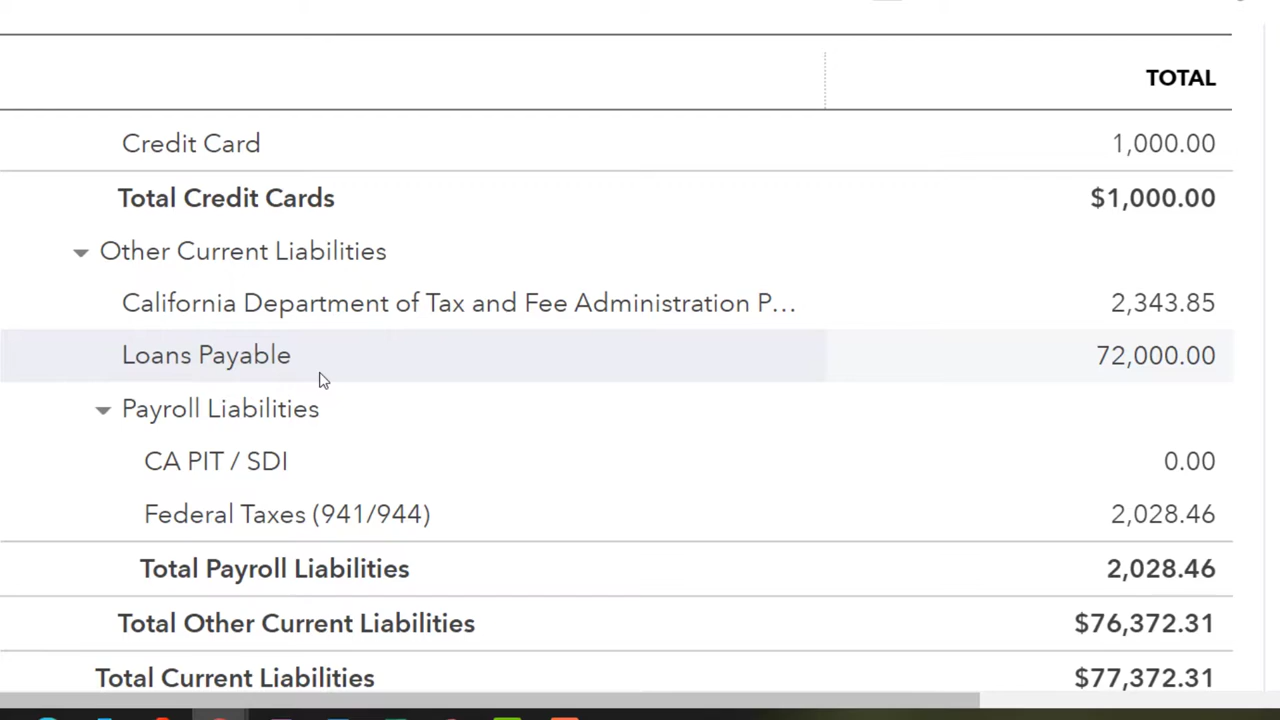 TOTAL
Credit Card 1,000.00
Total Credit Cards $1,000.00
Other Current Liabilities
California Department of Tax and Fee Administration P... 2,343.85
Loans Payable 72,000.00
Payroll Liabilities
CA PIT / SDI 0.00
Federal Taxes (941/944) 2,028.46
Total Payroll Liabilities 2,028.46
Total Other Current Liabilities $76,372.31
Total Current Liabilities $77,372.31